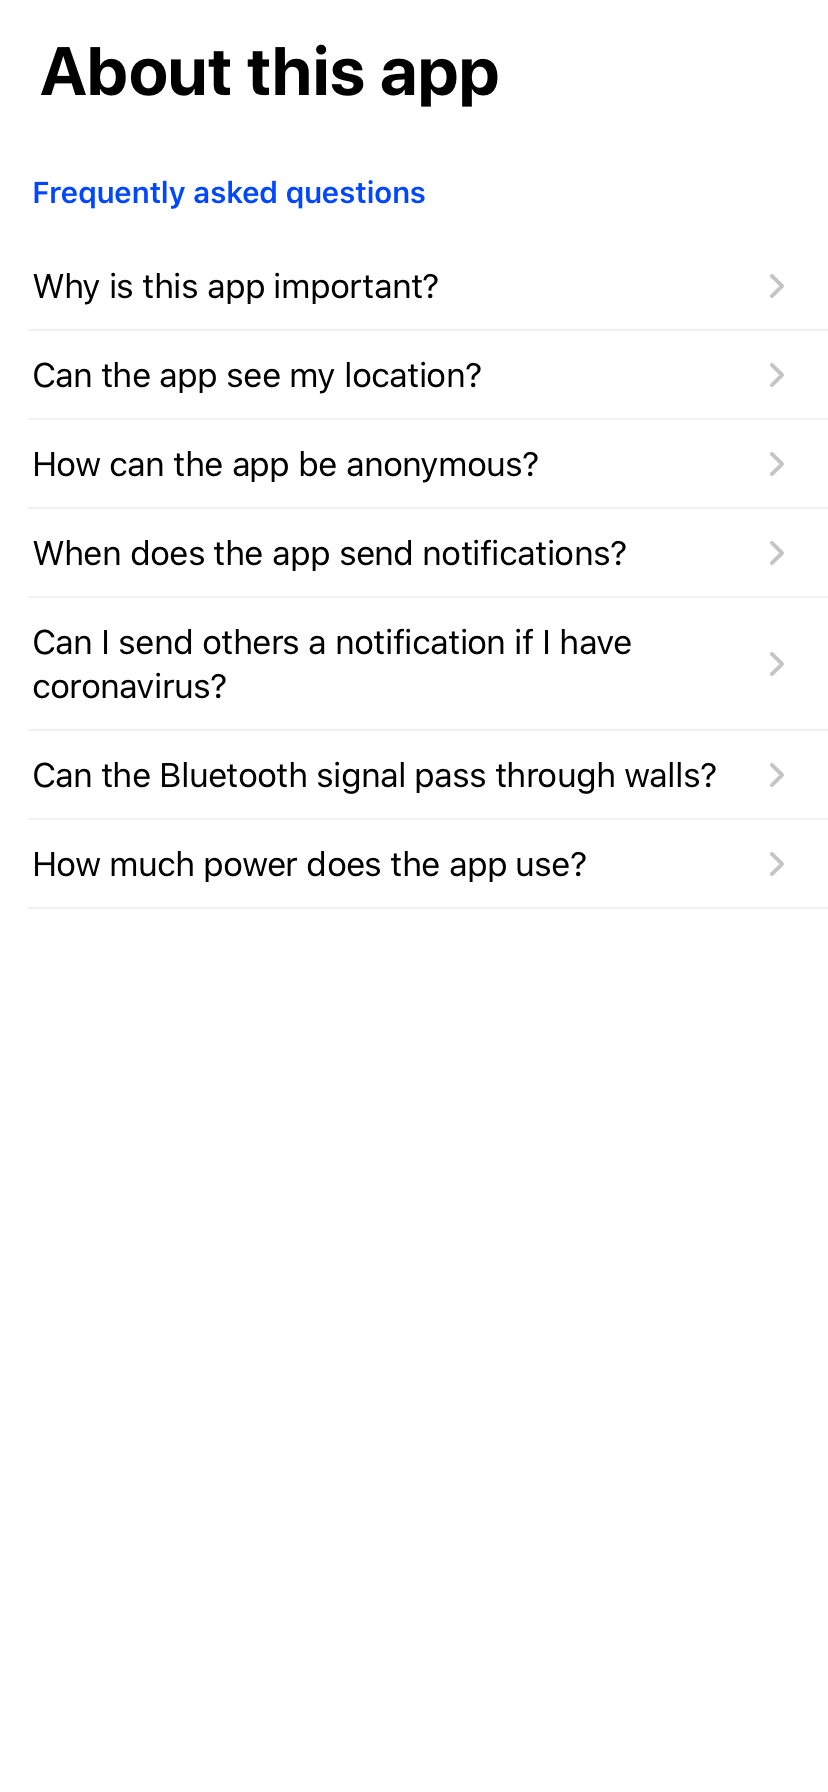 About this app
Frequently asked questions
Why is this app important?
Can the app see my location?
How can the app be anonymous?
When does the app send notifications?
Can I send others a notification if I have
coronavirus?
Can the Bluetooth signal pass through walls?
How much power does the app use?